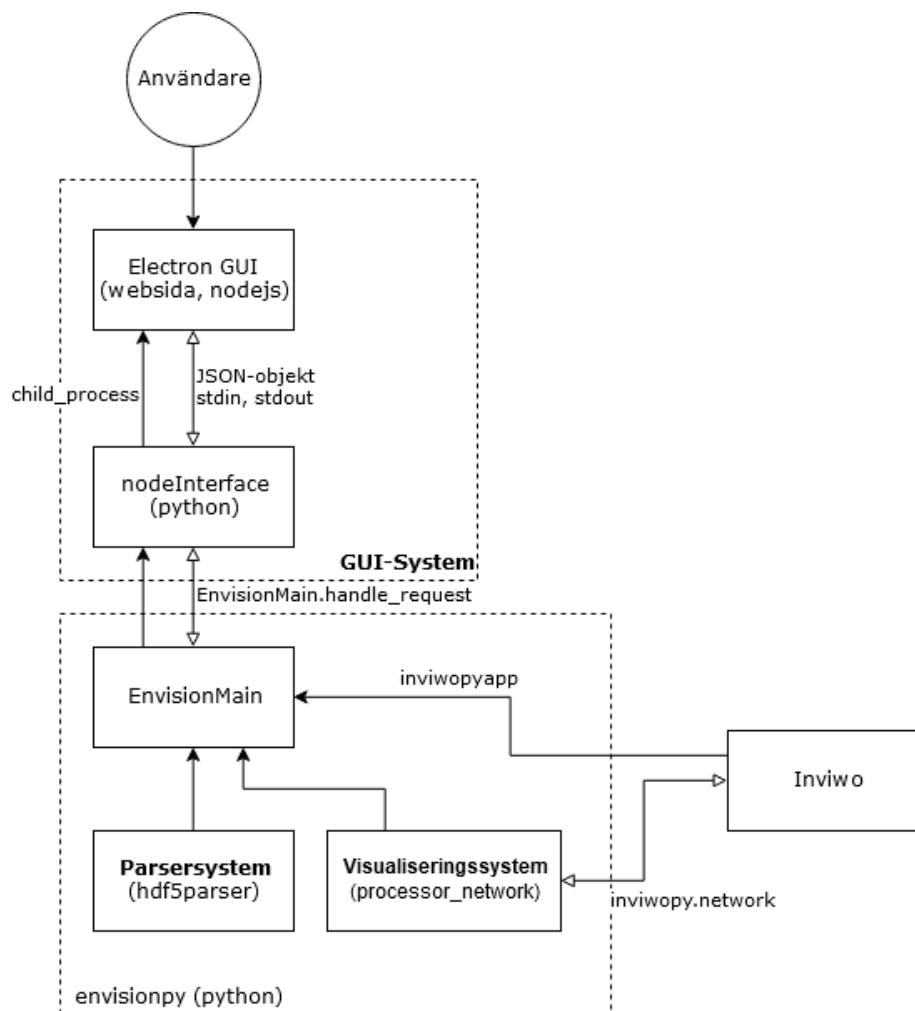 Användare
Electron GUI
(websida, nodejs)
child_process
JSON-objekt
stdin, stdout
nodeInterface
(python)
GUI-System
EnvisionMain.handle_request
EnvisionMain
inviwopyapp
Inviwo
Parsersystem
(hdf5parser)
Visualiseringssystem
(processor_network)
inviwopy.network
envisionpy (python)